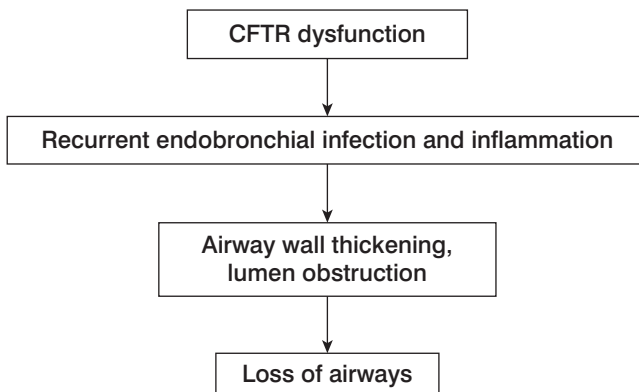 CFTR dysfunction
Recurrent endobronchial infection and inflammation
Airway wall thickening,
lumen obstruction
Loss of airways